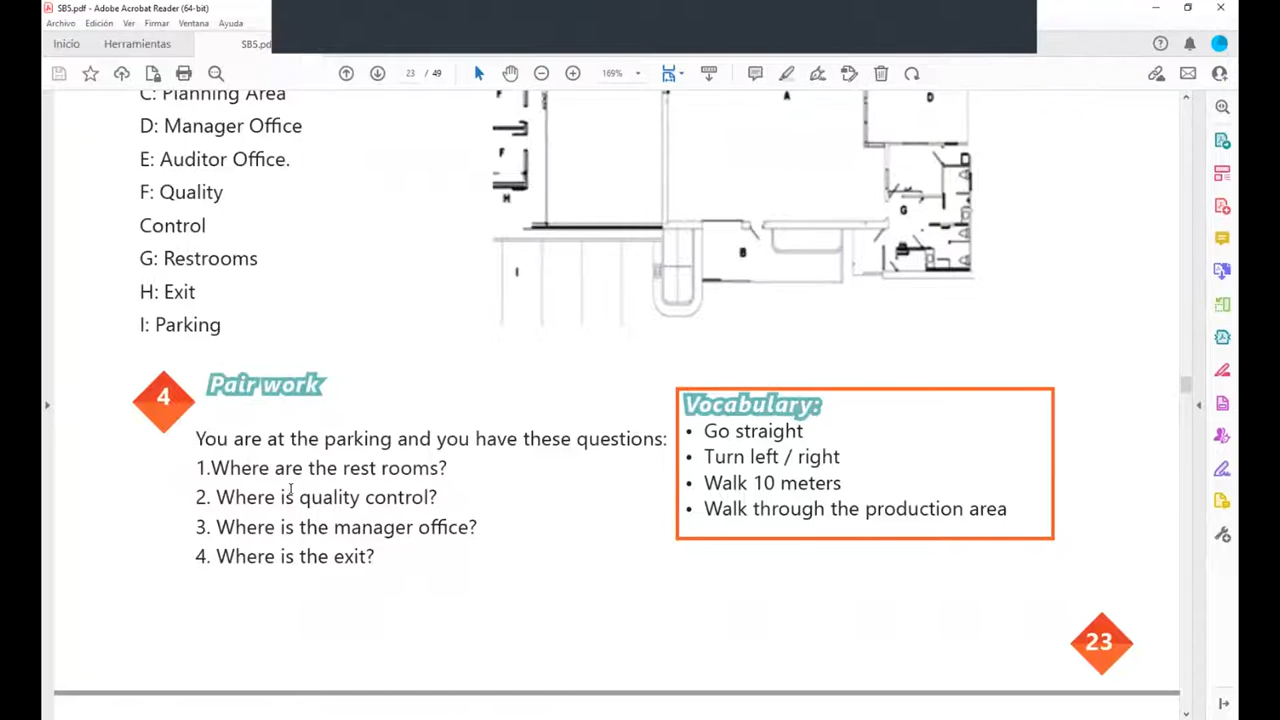 SB5.pdf - Adobe Acrobat Reader (64-bit)
Archivo Edición Ver Firmar Ventana Ayuda
Inicio Herramientas SB5.pd
23 / 49 169%
C: Planning Area
D: Manager Office
E: Auditor Office.
F: Quality
Control
G: Restrooms
H: Exit
I: Parking
A
D
F
H
G
B
I
4 Pair work
You are at the parking and you have these questions:
1.Where are the rest rooms?
2. Where is quality control?
3. Where is the manager office?
4. Where is the exit?
Vocabulary:
• Go straight
• Turn left / right
• Walk 10 meters
• Walk through the production area
23